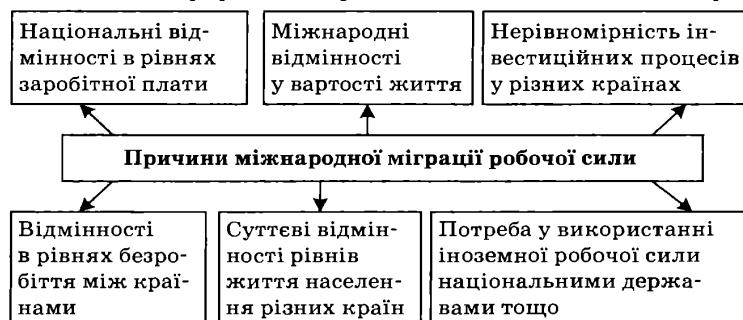 Національні від-
мінності в рівнях
заробітної плати
Міжнародні
відмінності
у вартості життя
Нерівномірність ін-
вестиційних процесів
у різних країнах
Причини міжнародної міграції робочої сили
Відмінності
в рівнях безро-
біття між краї-
нами
Суттєві відмін-
ності рівнів
життя населен-
ня різних країн
Потреба у використанні
іноземної робочої сили
національними держа-
вами тощо